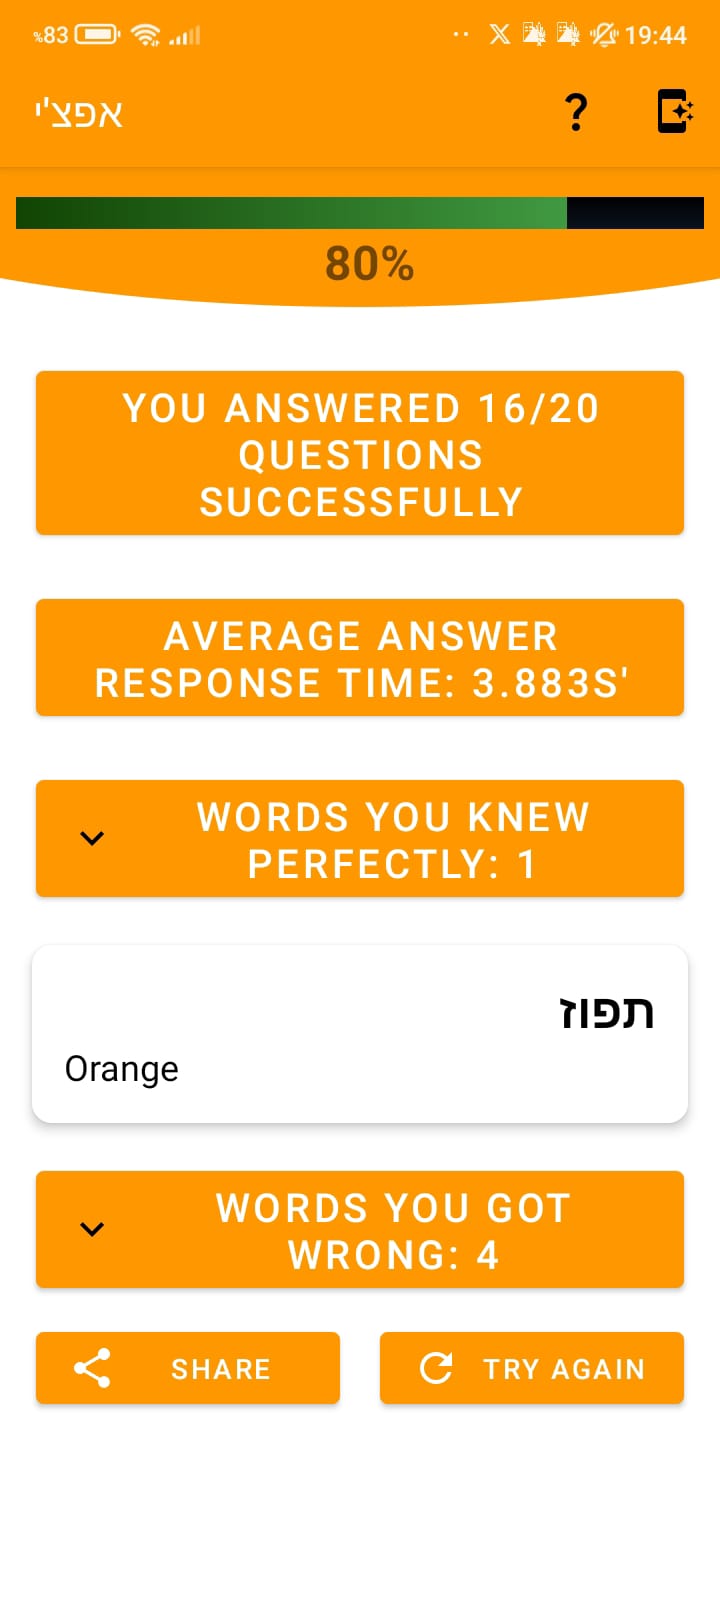 %83 19:44
אפצ'י ?
80%
YOU ANSWERED 16/20
QUESTIONS
SUCCESSFULLY
AVERAGE ANSWER
RESPONSE TIME: 3.883S'
WORDS YOU KNEW
PERFECTLY: 1
תפוז
Orange
WORDS YOU GOT
WRONG: 4
SHARE TRY AGAIN